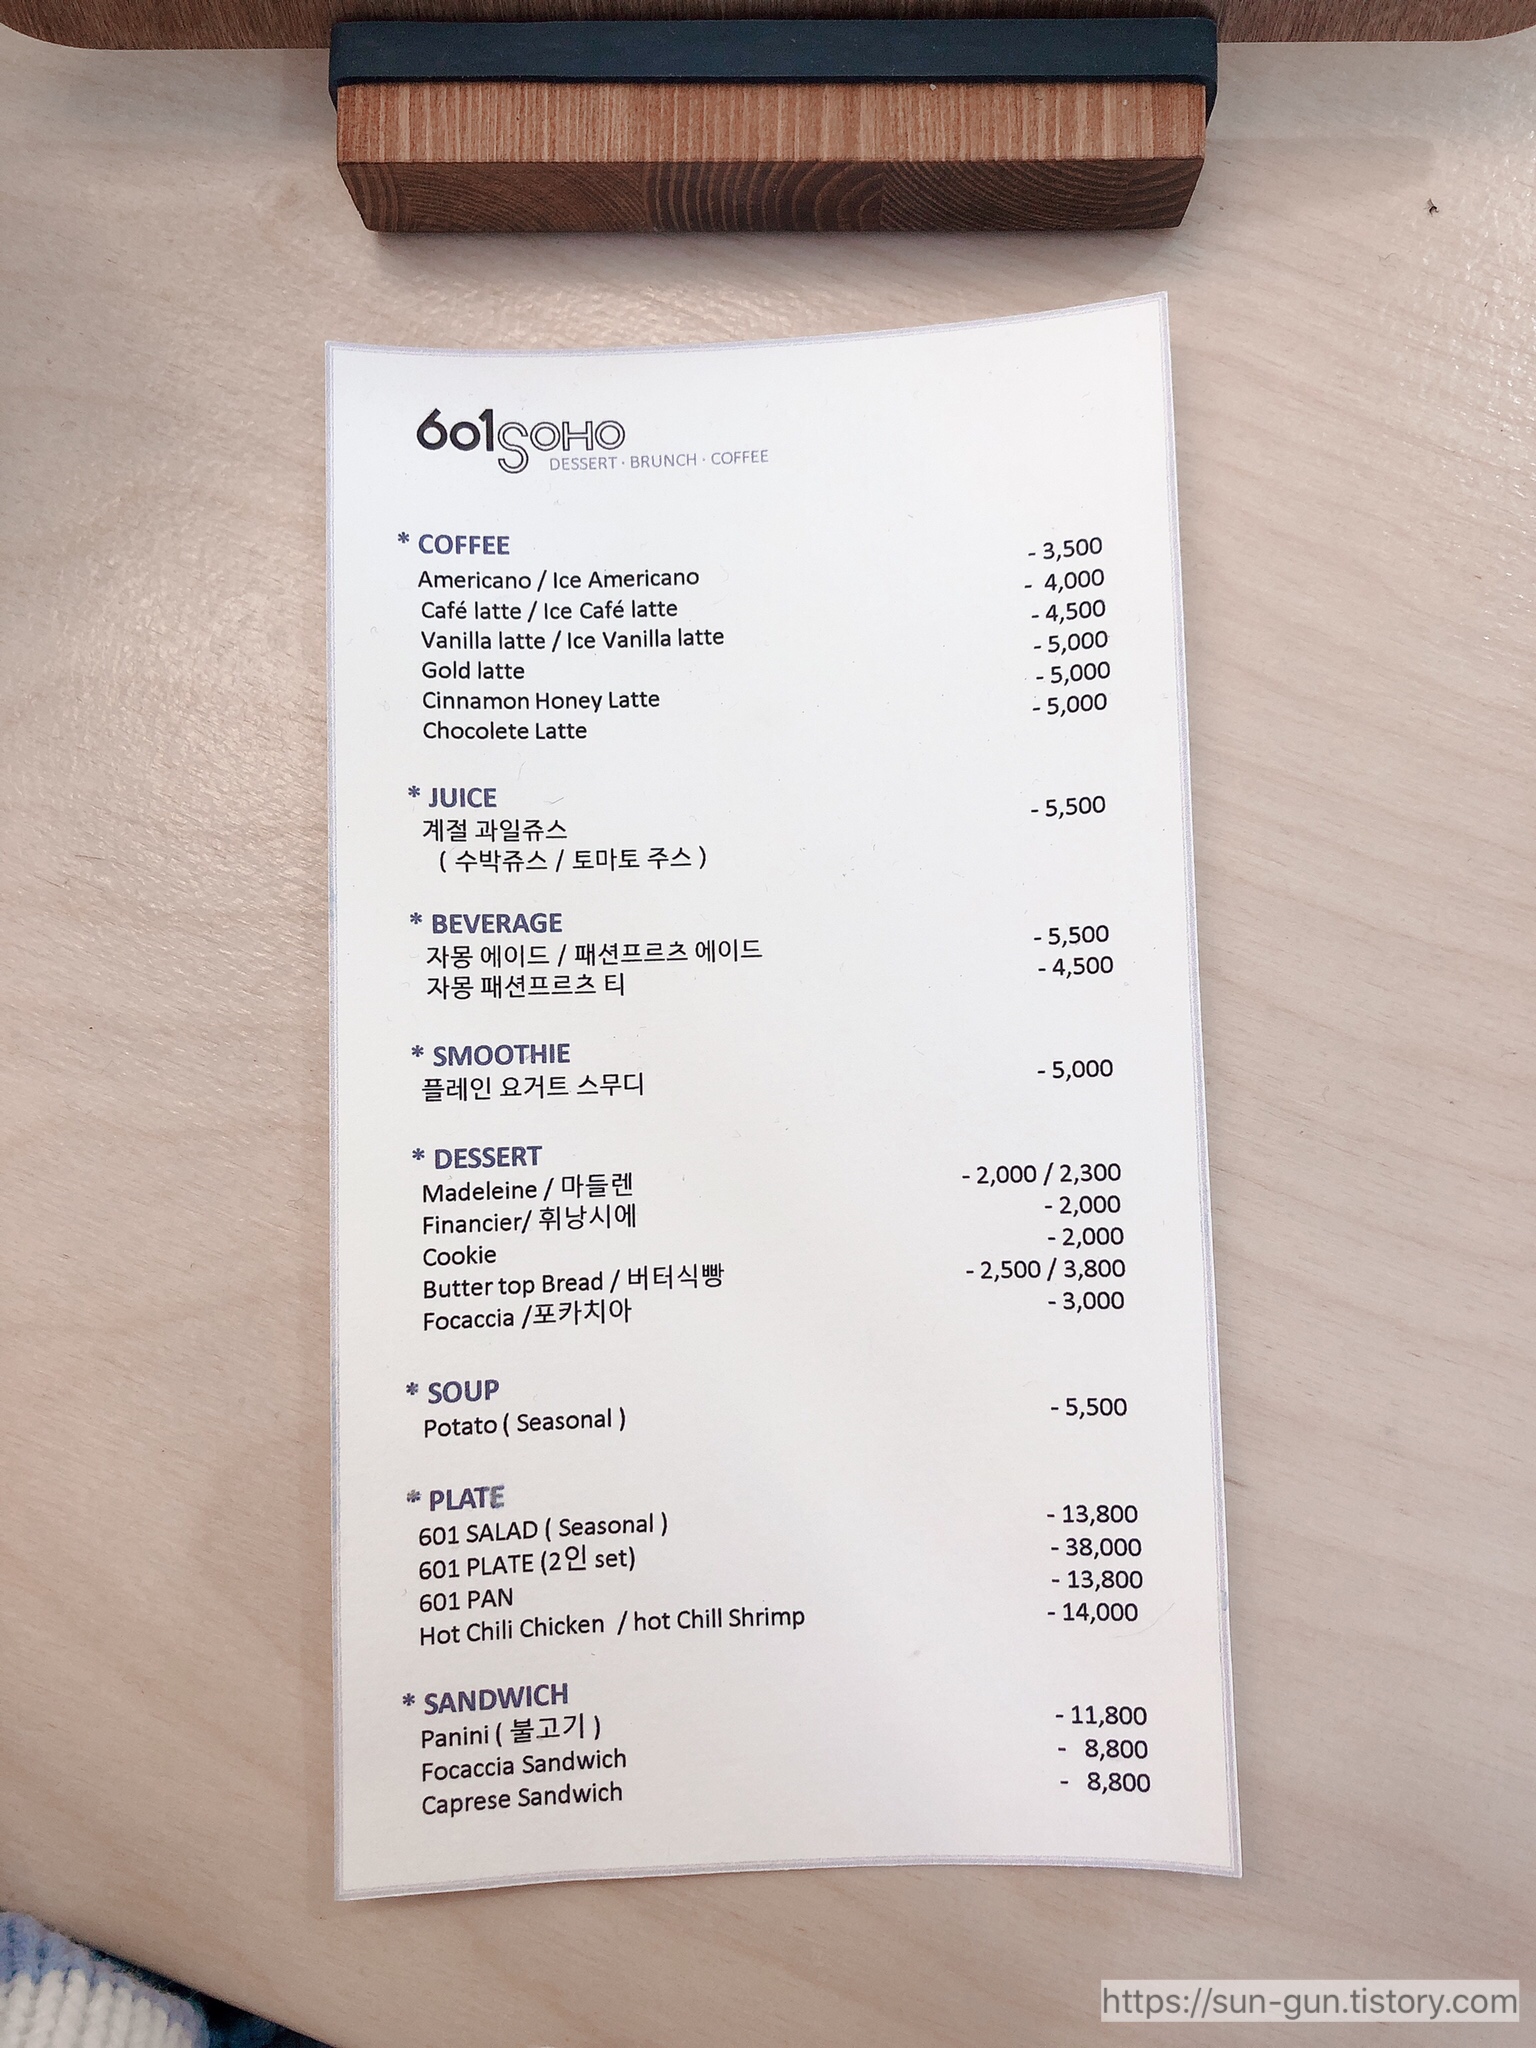 601 SOHO
DESSERT · BRUNCH · COFFEE
* COFFEE
Americano / Ice Americano - 3,500
Café latte / Ice Café latte - 4,000
Vanilla latte / Ice Vanilla latte - 4,500
Gold latte - 5,000
Cinnamon Honey Latte - 5,000
Chocolete Latte - 5,000
* JUICE
계절 과일쥬스 - 5,500
( 수박쥬스 / 토마토 주스 )
* BEVERAGE
자몽 에이드 / 패션프르츠 에이드 - 5,500
자몽 패션프르츠 티 - 4,500
* SMOOTHIE
플레인 요거트 스무디 - 5,000
* DESSERT
Madeleine / 마들렌 - 2,000 / 2,300
Financier/ 휘낭시에 - 2,000
Cookie - 2,000
Butter top Bread / 버터식빵 - 2,500 / 3,800
Focaccia /포카치아 - 3,000
* SOUP
Potato ( Seasonal ) - 5,500
* PLATE
601 SALAD ( Seasonal ) - 13,800
601 PLATE (2인 set) - 38,000
601 PAN - 13,800
Hot Chili Chicken / hot Chill Shrimp - 14,000
* SANDWICH
Panini ( 불고기 ) - 11,800
Focaccia Sandwich - 8,800
Caprese Sandwich - 8,800
https://sun-gun.tistory.com